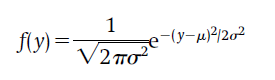 f(y) = 1/√(2πσ²) e^−(y−μ)²/2σ²